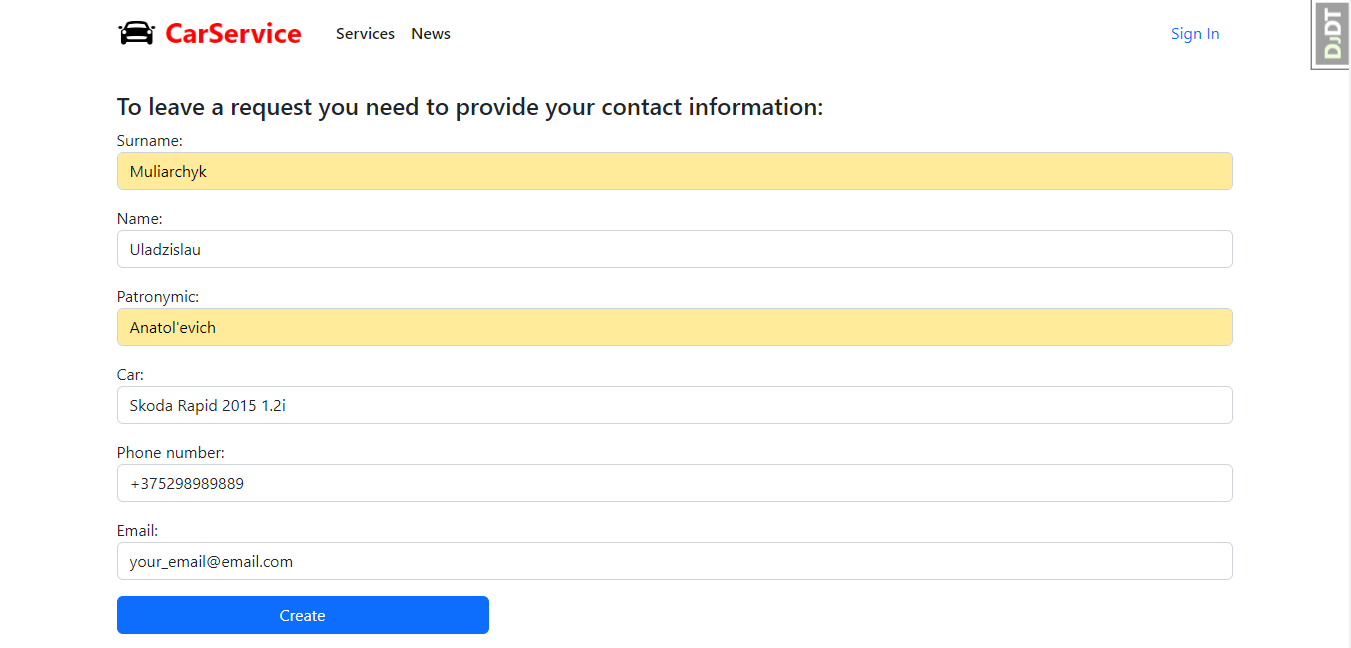 CarService Services News Sign In
DjDT
To leave a request you need to provide your contact information:
Surname:
Muliarchyk
Name:
Uladzislau
Patronymic:
Anatol'evich
Car:
Skoda Rapid 2015 1.2i
Phone number:
+375298989889
Email:
your_email@email.com
Create